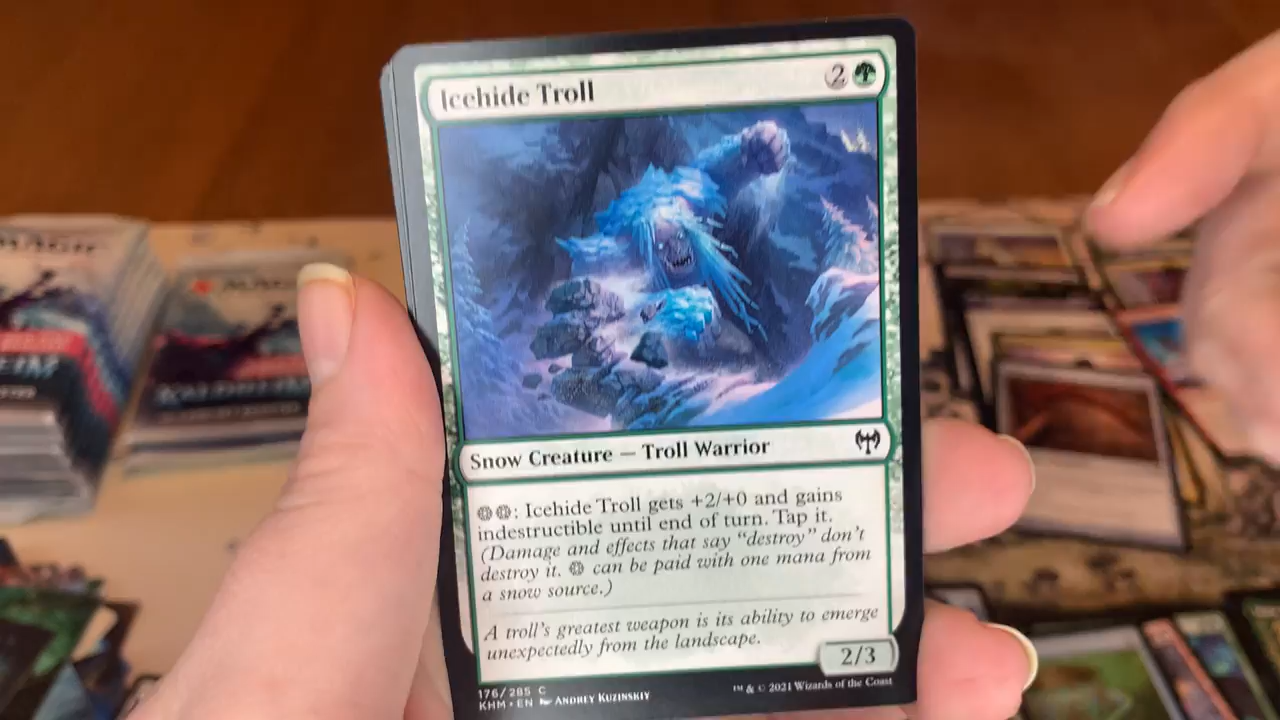 Icehide Troll
2
Snow Creature — Troll Warrior
: Icehide Troll gets +2/+0 and gains
indestructible until end of turn. Tap it.
(Damage and effects that say "destroy" don't
destroy it. can be paid with one mana from
a snow source.)
A troll's greatest weapon is its ability to emerge
unexpectedly from the landscape.
2/3
176/285 C
KHM • EN ANDREY KUZINSKIY
™ & © 2021 Wizards of the Coast
KALDHEIM